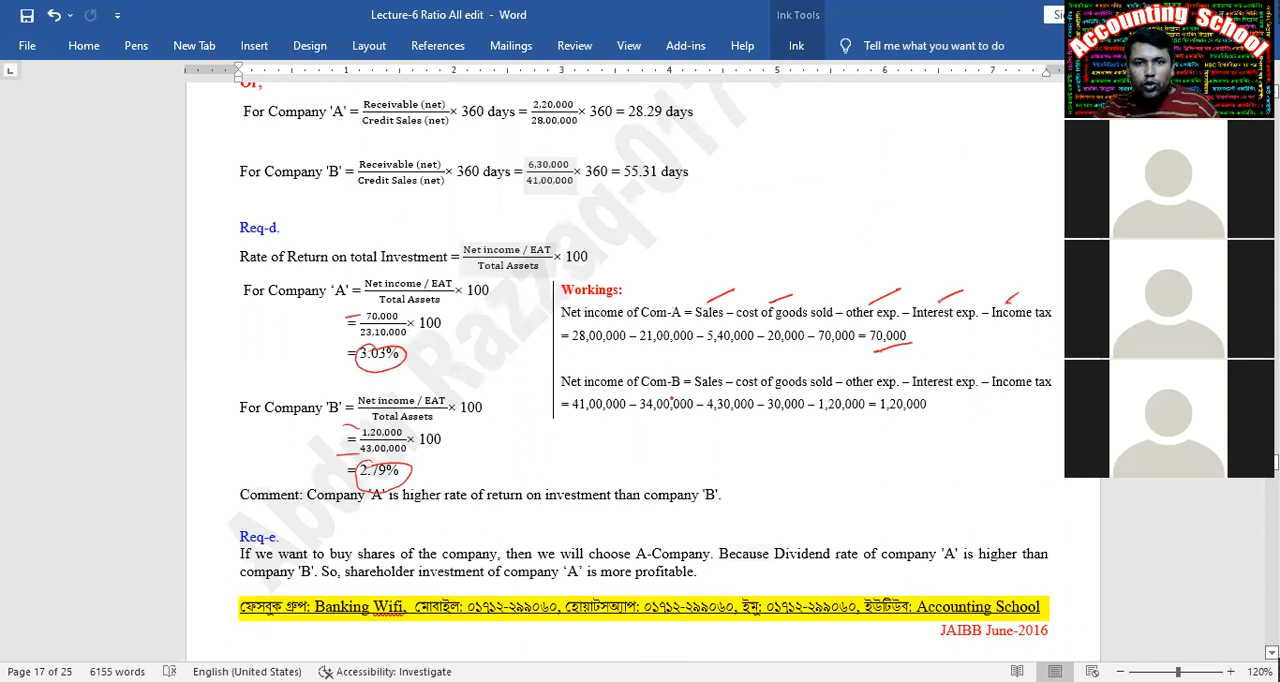 Lecture-6 Ratio All edit - Word
Ink Tools
File Home Pens New Tab Insert Design Layout References Mailings Review View Add-ins Help Ink Tell me what you want to do
Accounting School
1 2 3 4 5 6 7
Or,
For Company 'A' = Receivable (net) / Credit Sales (net) × 360 days = 2,20,000 / 28,00,000 × 360 = 28.29 days
For Company 'B' = Receivable (net) / Credit Sales (net) × 360 days = 6,30,000 / 41,00,000 × 360 = 55.31 days
Req-d.
Rate of Return on total Investment = Net income / EAT / Total Assets × 100
For Company ‘A' = Net income / EAT / Total Assets × 100
= 70,000 / 23,10,000 × 100
= 3.03%
For Company 'B' = Net income / EAT / Total Assets × 100
= 1,20,000 / 43,00,000 × 100
= 2.79%
Workings:
Net income of Com-A = Sales – cost of goods sold – other exp. – Interest exp. – Income tax
= 28,00,000 – 21,00,000 – 5,40,000 – 20,000 – 70,000 = 70,000
Net income of Com-B = Sales – cost of goods sold – other exp. – Interest exp. – Income tax
= 41,00,000 – 34,00,000 – 4,30,000 – 30,000 – 1,20,000 = 1,20,000
Comment: Company 'A' is higher rate of return on investment than company 'B'.
Req-e.
If we want to buy shares of the company, then we will choose A-Company. Because Dividend rate of company 'A' is higher than
company 'B'. So, shareholder investment of company ‘A’ is more profitable.
ফেসবুক গ্রুপ: Banking Wifi, মোবাইল: ০১৭১২-২৯৯০৬০, হোয়াটসঅ্যাপ: ০১৭১২-২৯৯০৬০, ইমু: ০১৭১২-২৯৯০৬০, ইউটিউব: Accounting School
JAIBB June-2016
Abdur Razzaq-017
Page 17 of 25 6155 words English (United States) Accessibility: Investigate 120%